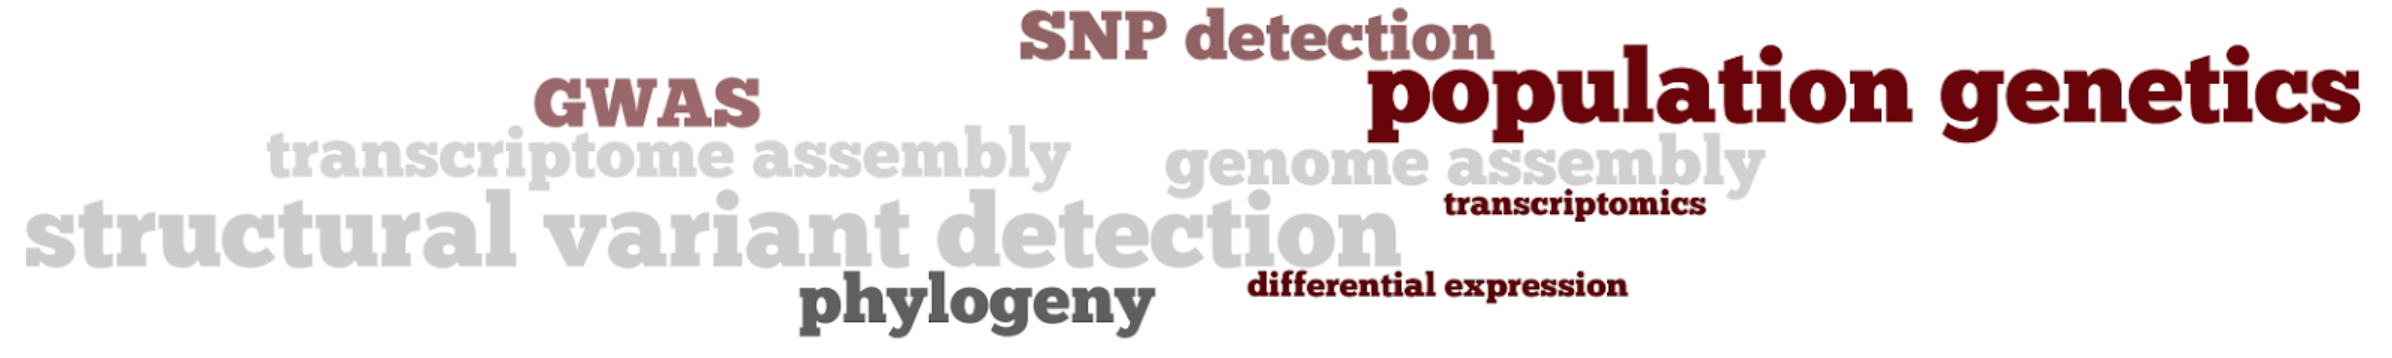 SNP detection
population genetics
GWAS
transcriptome assembly
genome assembly
transcriptomics
structural variant detection
differential expression
phylogeny